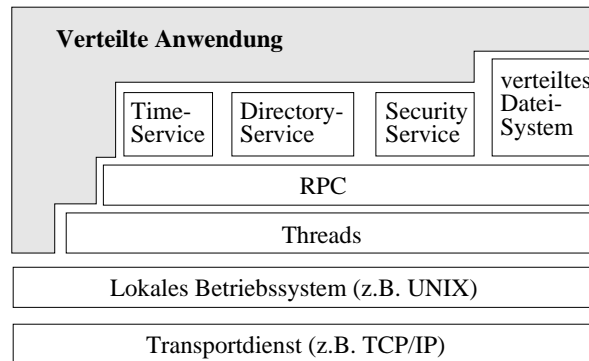 Verteilte Anwendung
Time-
Service
Directory-
Service
Security
Service
verteiltes
Datei-
System
RPC
Threads
Lokales Betriebssystem (z.B. UNIX)
Transportdienst (z.B. TCP/IP)